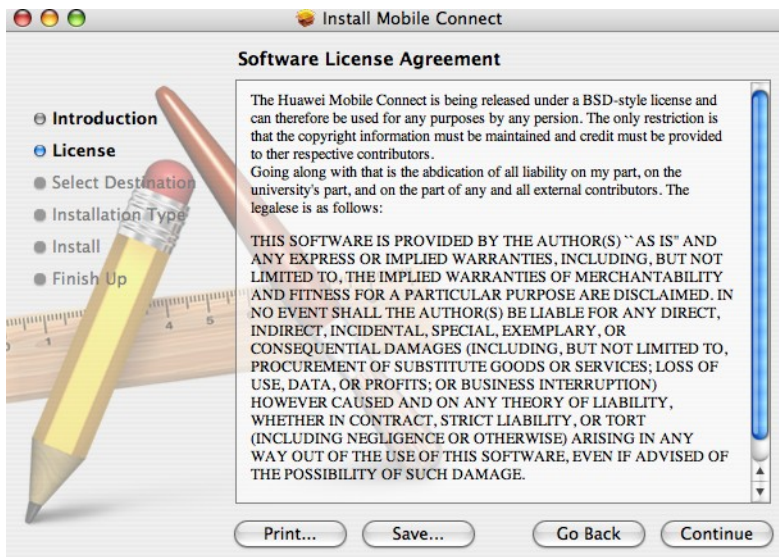 Install Mobile Connect
Software License Agreement
Introduction
License
Select Destination
Installation Type
Install
Finish Up
The Huawei Mobile Connect is being released under a BSD-style license and
can therefore be used for any purposes by any persion. The only restriction is
that the copyright information must be maintained and credit must be provided
to ther respective contributors.
Going along with that is the abdication of all liability on my part, on the
university's part, and on the part of any and all external contributors. The
legalese is as follows:
THIS SOFTWARE IS PROVIDED BY THE AUTHOR(S) ``AS IS'' AND
ANY EXPRESS OR IMPLIED WARRANTIES, INCLUDING, BUT NOT
LIMITED TO, THE IMPLIED WARRANTIES OF MERCHANTABILITY
AND FITNESS FOR A PARTICULAR PURPOSE ARE DISCLAIMED. IN
NO EVENT SHALL THE AUTHOR(S) BE LIABLE FOR ANY DIRECT,
INDIRECT, INCIDENTAL, SPECIAL, EXEMPLARY, OR
CONSEQUENTIAL DAMAGES (INCLUDING, BUT NOT LIMITED TO,
PROCUREMENT OF SUBSTITUTE GOODS OR SERVICES; LOSS OF
USE, DATA, OR PROFITS; OR BUSINESS INTERRUPTION)
HOWEVER CAUSED AND ON ANY THEORY OF LIABILITY,
WHETHER IN CONTRACT, STRICT LIABILITY, OR TORT
(INCLUDING NEGLIGENCE OR OTHERWISE) ARISING IN ANY
WAY OUT OF THE USE OF THIS SOFTWARE, EVEN IF ADVISED OF
THE POSSIBILITY OF SUCH DAMAGE.
1 4 5
Print... Save... Go Back Continue